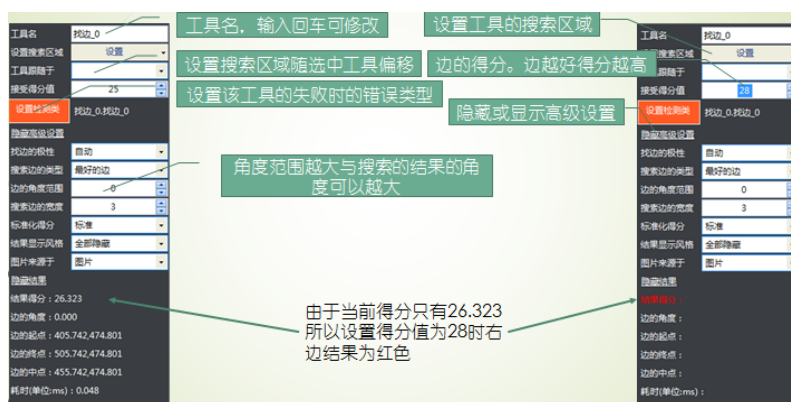 工具名 找边_0
设置搜索区域 设置
工具跟随于
接受得分值 25
设置检测类 找边_0.找边_0
隐藏高级设置
找边的极性 自动
搜索边的类型 最好的边
边的角度范围 0
搜索边的宽度 3
标准化得分 标准
结果显示风格 全部隐藏
图片来源于 图片
隐藏结果
结果得分：26.323
边的角度：0.000
边的起点：405.742,474.801
边的终点：505.742,474.801
边的中点：455.742,474.801
耗时(单位:ms)：0.048
工具名，输入回车可修改
设置工具的搜索区域
设置搜索区域随选中工具偏移
边的得分。边越好得分越高
设置该工具的失败时的错误类型
隐藏或显示高级设置
角度范围越大与搜索的结果的角
度可以越大
由于当前得分只有26.323
所以设置得分值为28时右
边结果为红色
工具名 找边_0
搜索区域 设置
跟随于
接受得分值 28
设置检测类 找边_0.找边_0
隐藏高级设置
找边的极性 自动
搜索边的类型 最好的边
边的角度范围 0
搜索边的宽度 3
标准化得分 标准
结果显示风格 全部隐藏
图片来源于 图片
隐藏结果
结果得分：
边的角度：
边的起点：
边的终点：
边的中点：
耗时(单位:ms)：